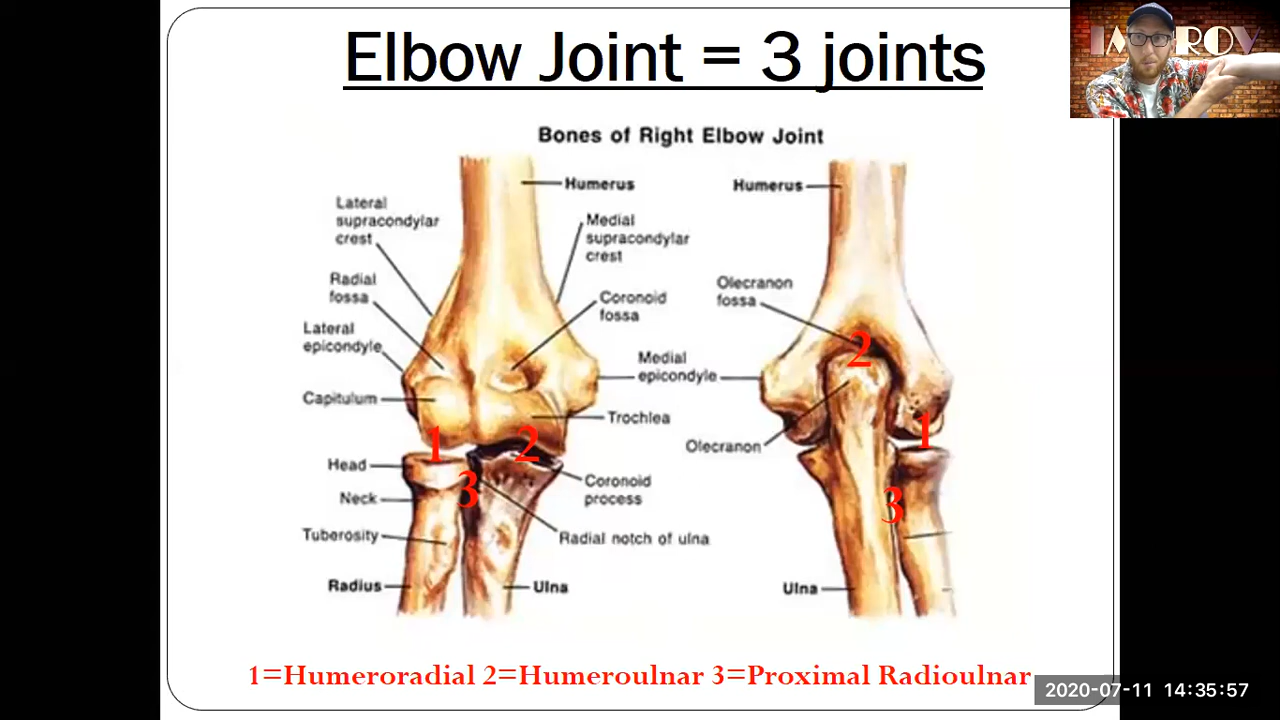 Elbow Joint = 3 joints
IMPROV
Bones of Right Elbow Joint
Humerus
Lateral
supracondylar
crest
Medial
supracondylar
crest
Radial
fossa
Coronoid
fossa
Lateral
epicondyle
Medial
epicondyle
Capitulum
Trochlea
1
2
3
Head
Neck
Coronoid
process
Tuberosity
Radial notch of ulna
Radius
Ulna
Humerus
Olecranon
fossa
2
1
Olecranon
3
Ulna
1=Humeroradial 2=Humeroulnar 3=Proximal Radioulnar
2020-07-11 14:35:57